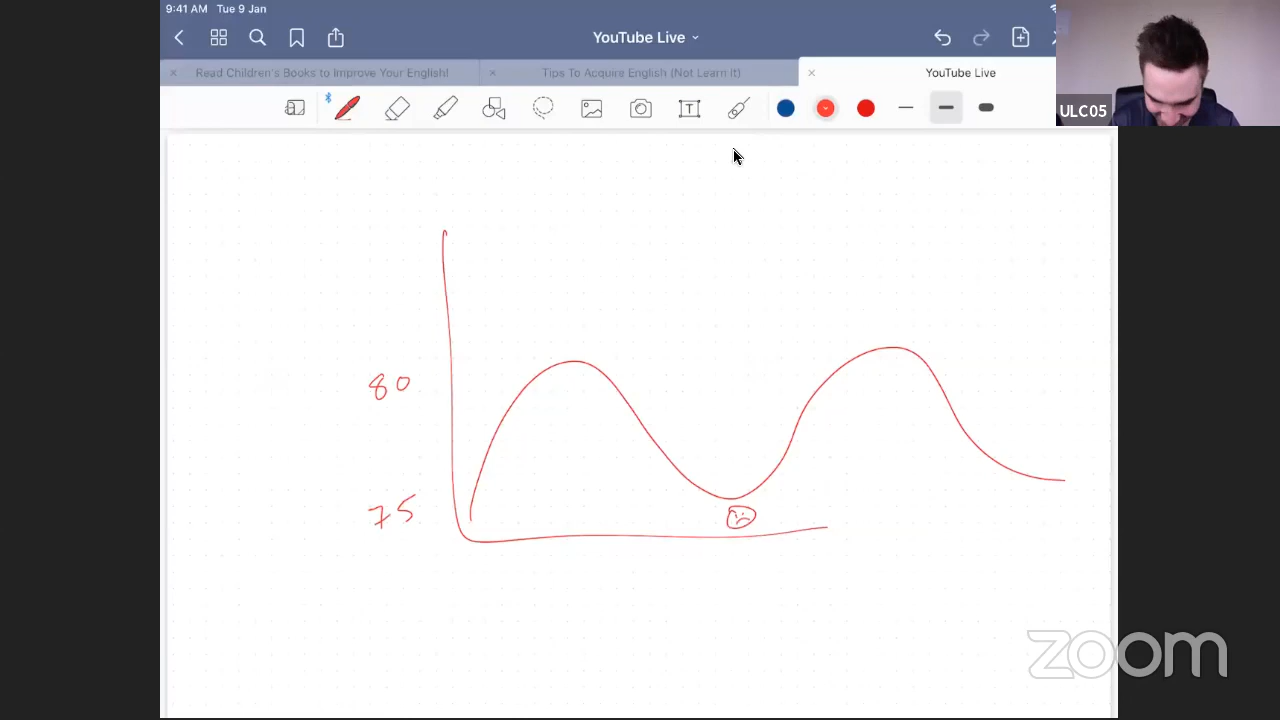 9:41 AM Tue 9 Jan
YouTube Live
Read Children's Books to Improve Your English!
Tips To Acquire English (Not Learn It)
YouTube Live
T
ULC05
80
75
zoom